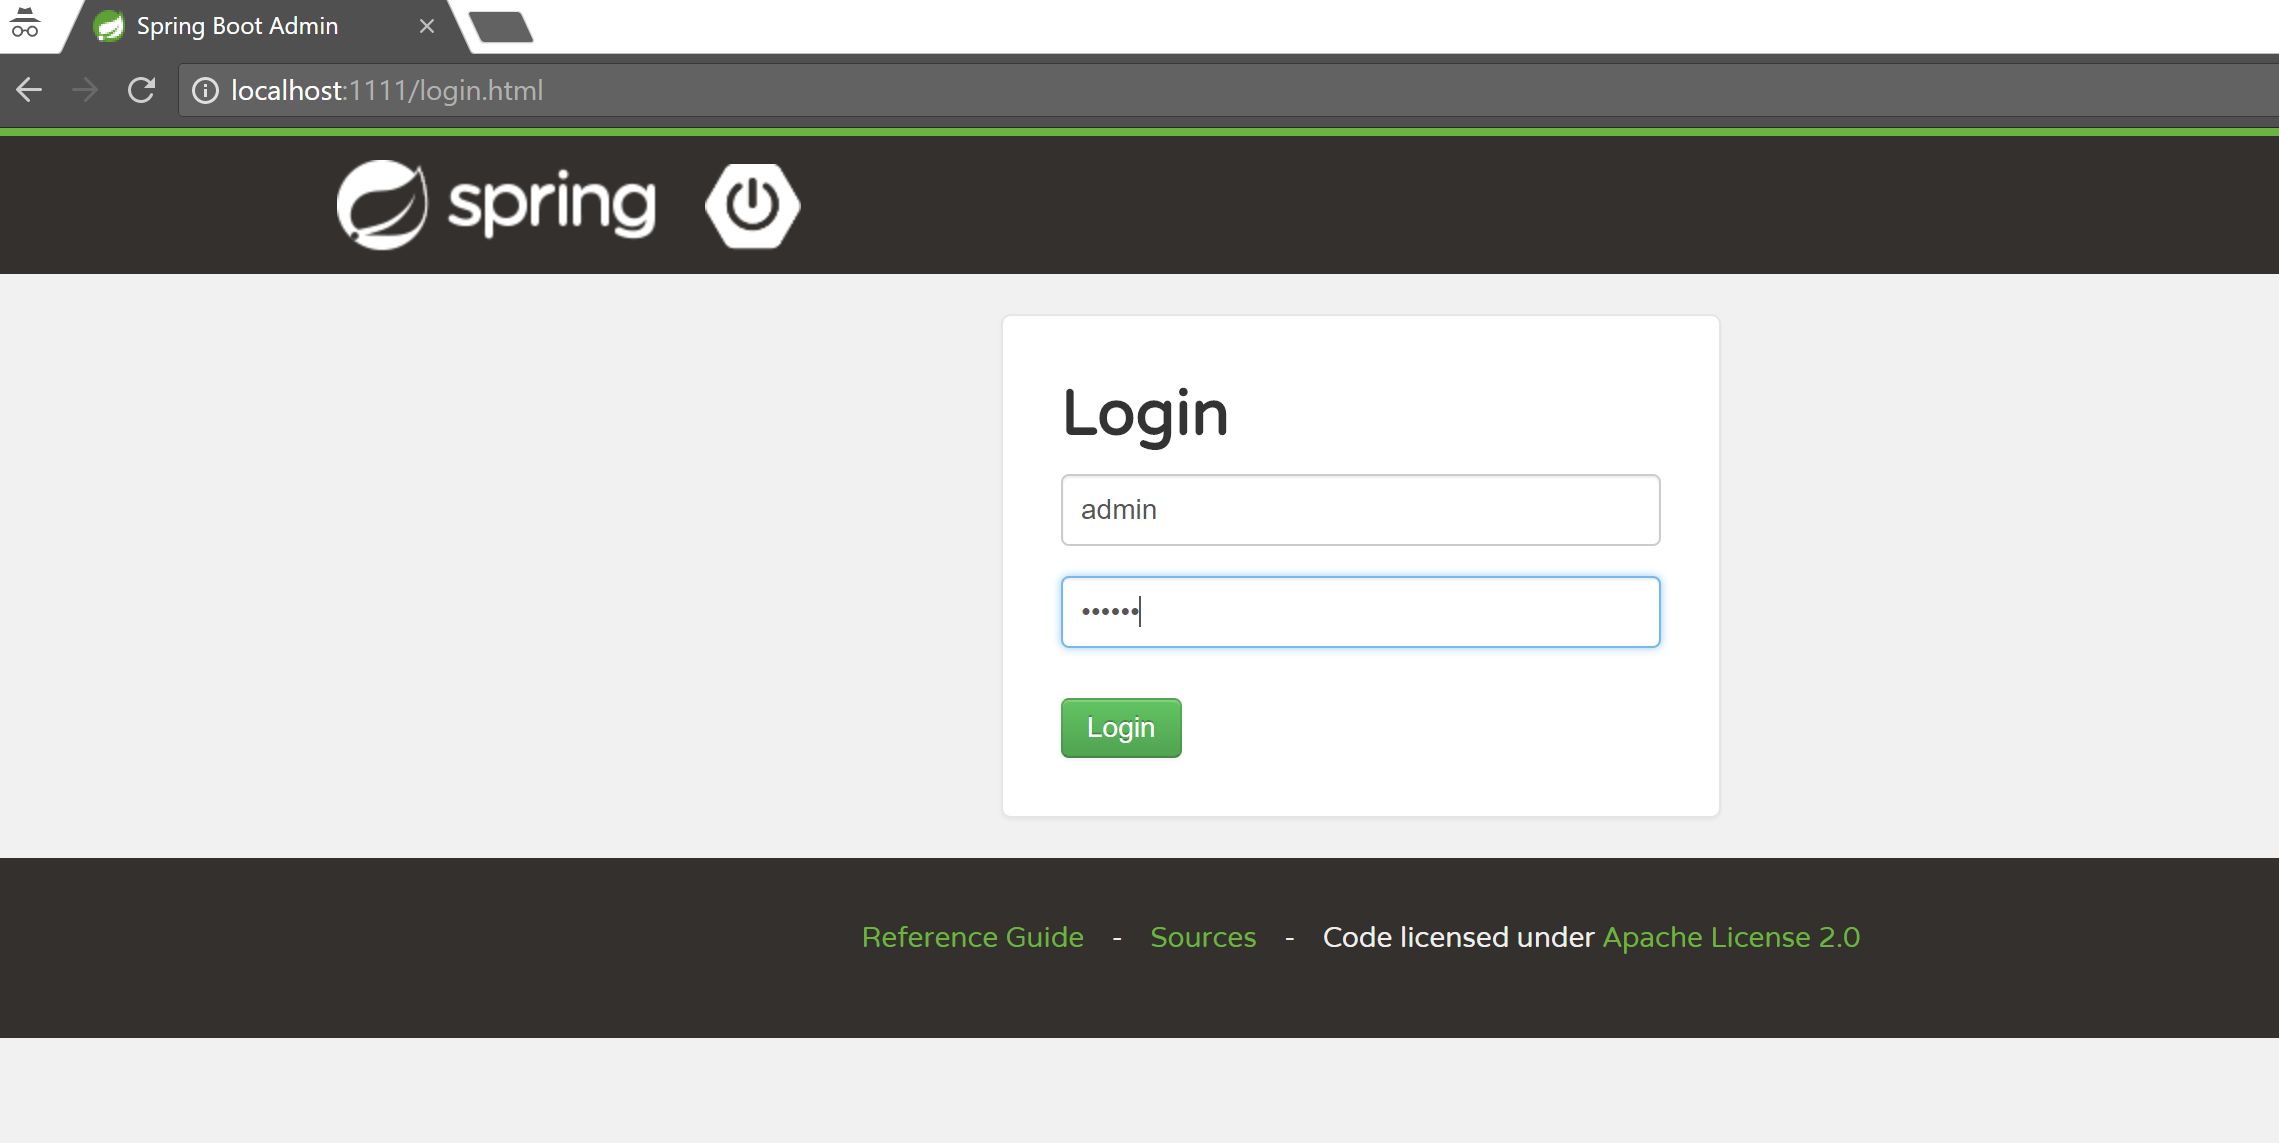 Spring Boot Admin
localhost:1111/login.html
spring
Login
admin
••••••
Login
Reference Guide - Sources - Code licensed under Apache License 2.0